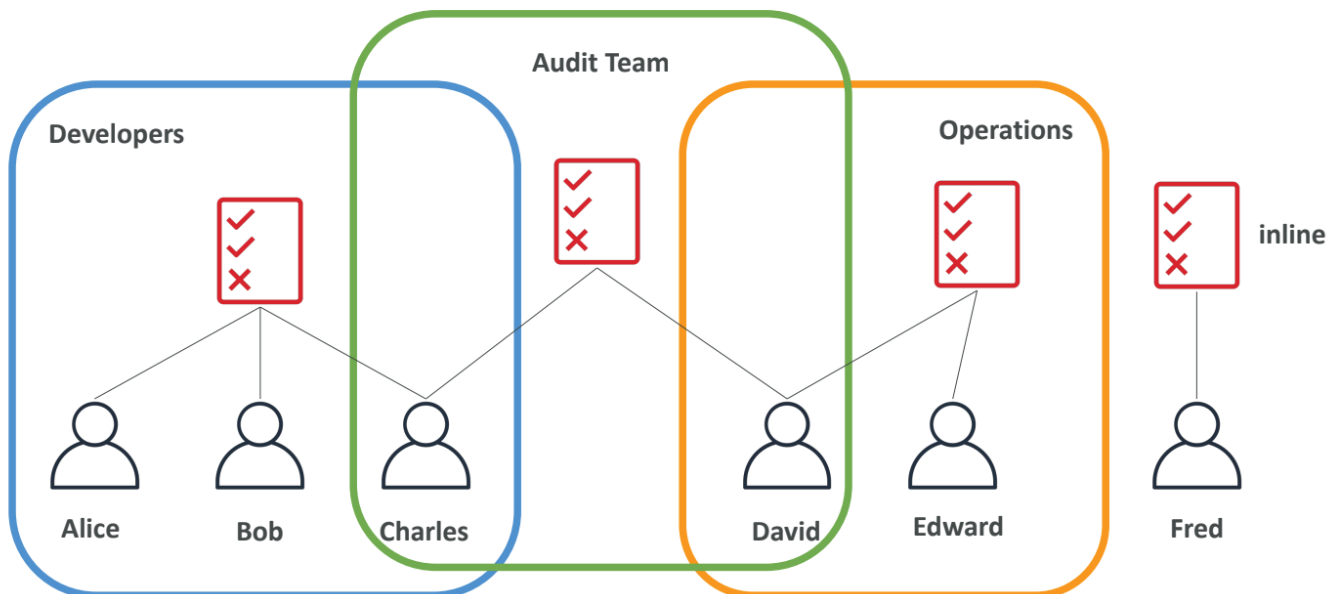 Audit Team
Developers
Operations
inline
Alice
Bob
Charles
David
Edward
Fred